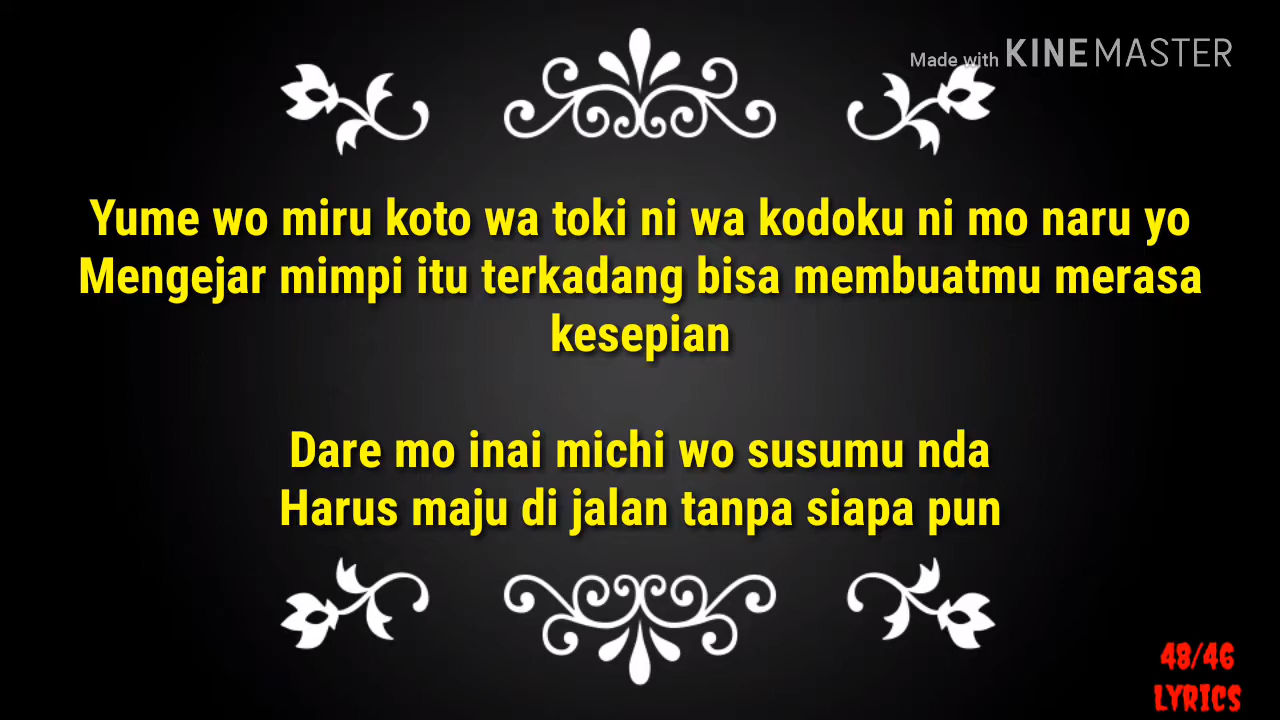 Made with KINEMASTER
Yume wo miru koto wa toki ni wa kodoku ni mo naru yo
Mengejar mimpi itu terkadang bisa membuatmu merasa
kesepian
Dare mo inai michi wo susumu nda
Harus maju di jalan tanpa siapa pun
48/46
LYRICS